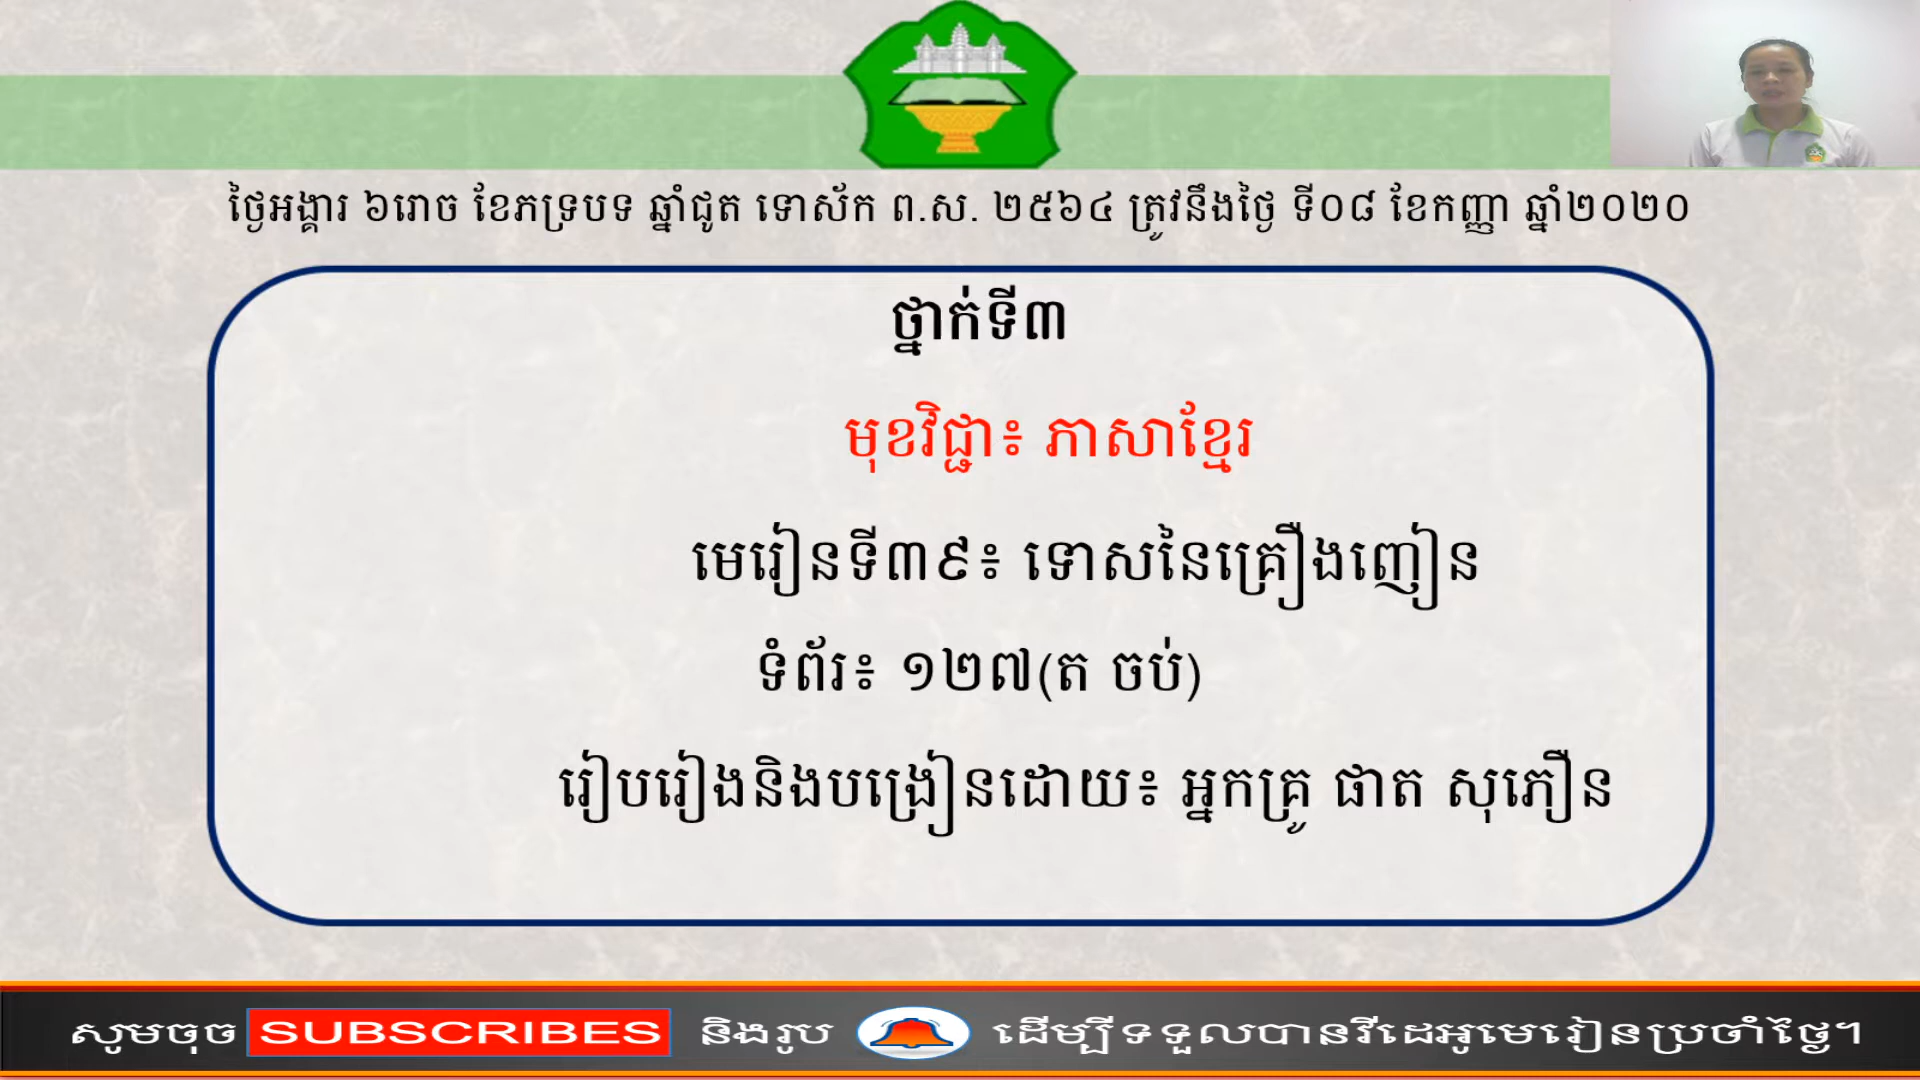 ថ្ងៃអង្គារ ៦រោច ខែភទ្របទ ឆ្នាំជូត ទោស័ក ព.ស. ២៥៦៤ ត្រូវនឹងថ្ងៃ ទី០៨ ខែកញ្ញា ឆ្នាំ២០២០
ថ្នាក់ទី៣
មុខវិជ្ជា៖ ភាសាខ្មែរ
មេរៀនទី៣៩៖ ទោសនៃគ្រឿងញៀន
ទំព័រ៖ ១២៧(ត ចប់)
រៀបរៀងនិងបង្រៀនដោយ៖ អ្នកគ្រូ ផាត សុភឿន
សូមចុច SUBSCRIBES និងរូប ដើម្បីទទួលបានវីដេអូមេរៀនប្រចាំថ្ងៃ។